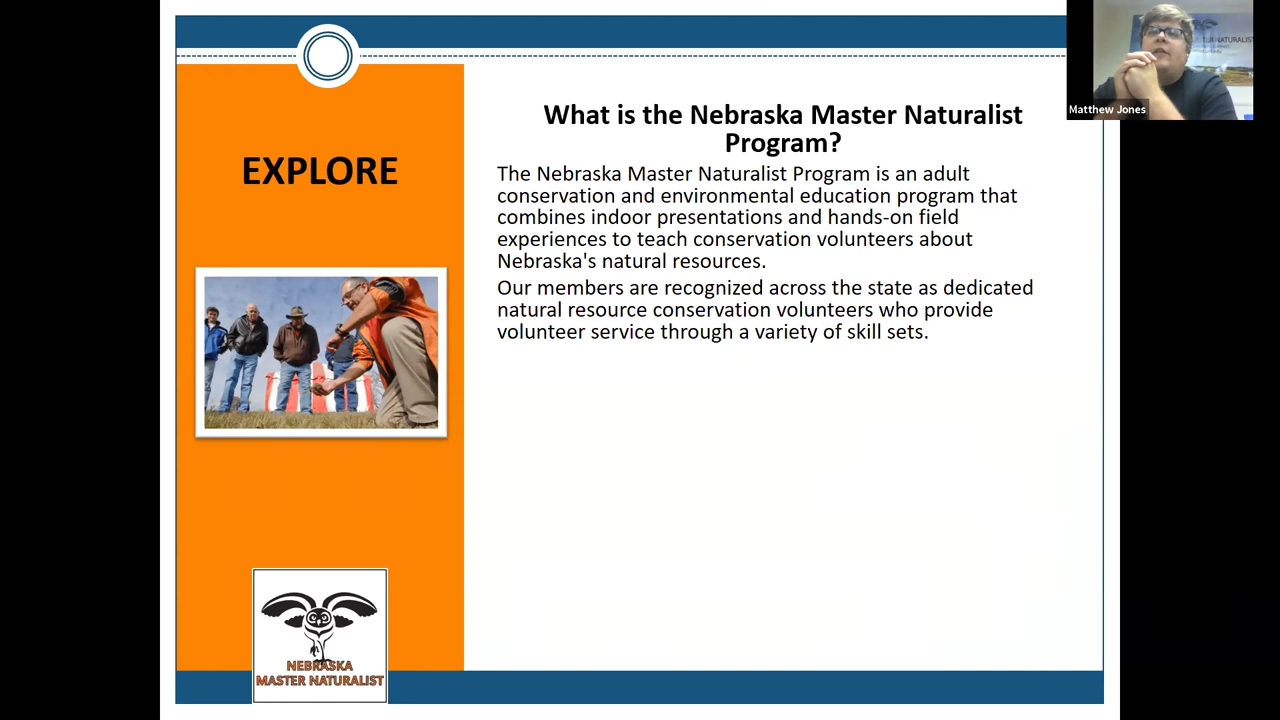 EXPLORE
What is the Nebraska Master Naturalist
Program?
The Nebraska Master Naturalist Program is an adult
conservation and environmental education program that
combines indoor presentations and hands-on field
experiences to teach conservation volunteers about
Nebraska's natural resources.
Our members are recognized across the state as dedicated
natural resource conservation volunteers who provide
volunteer service through a variety of skill sets.
NEBRASKA
MASTER NATURALIST
NATURALIST
Matthew Jones